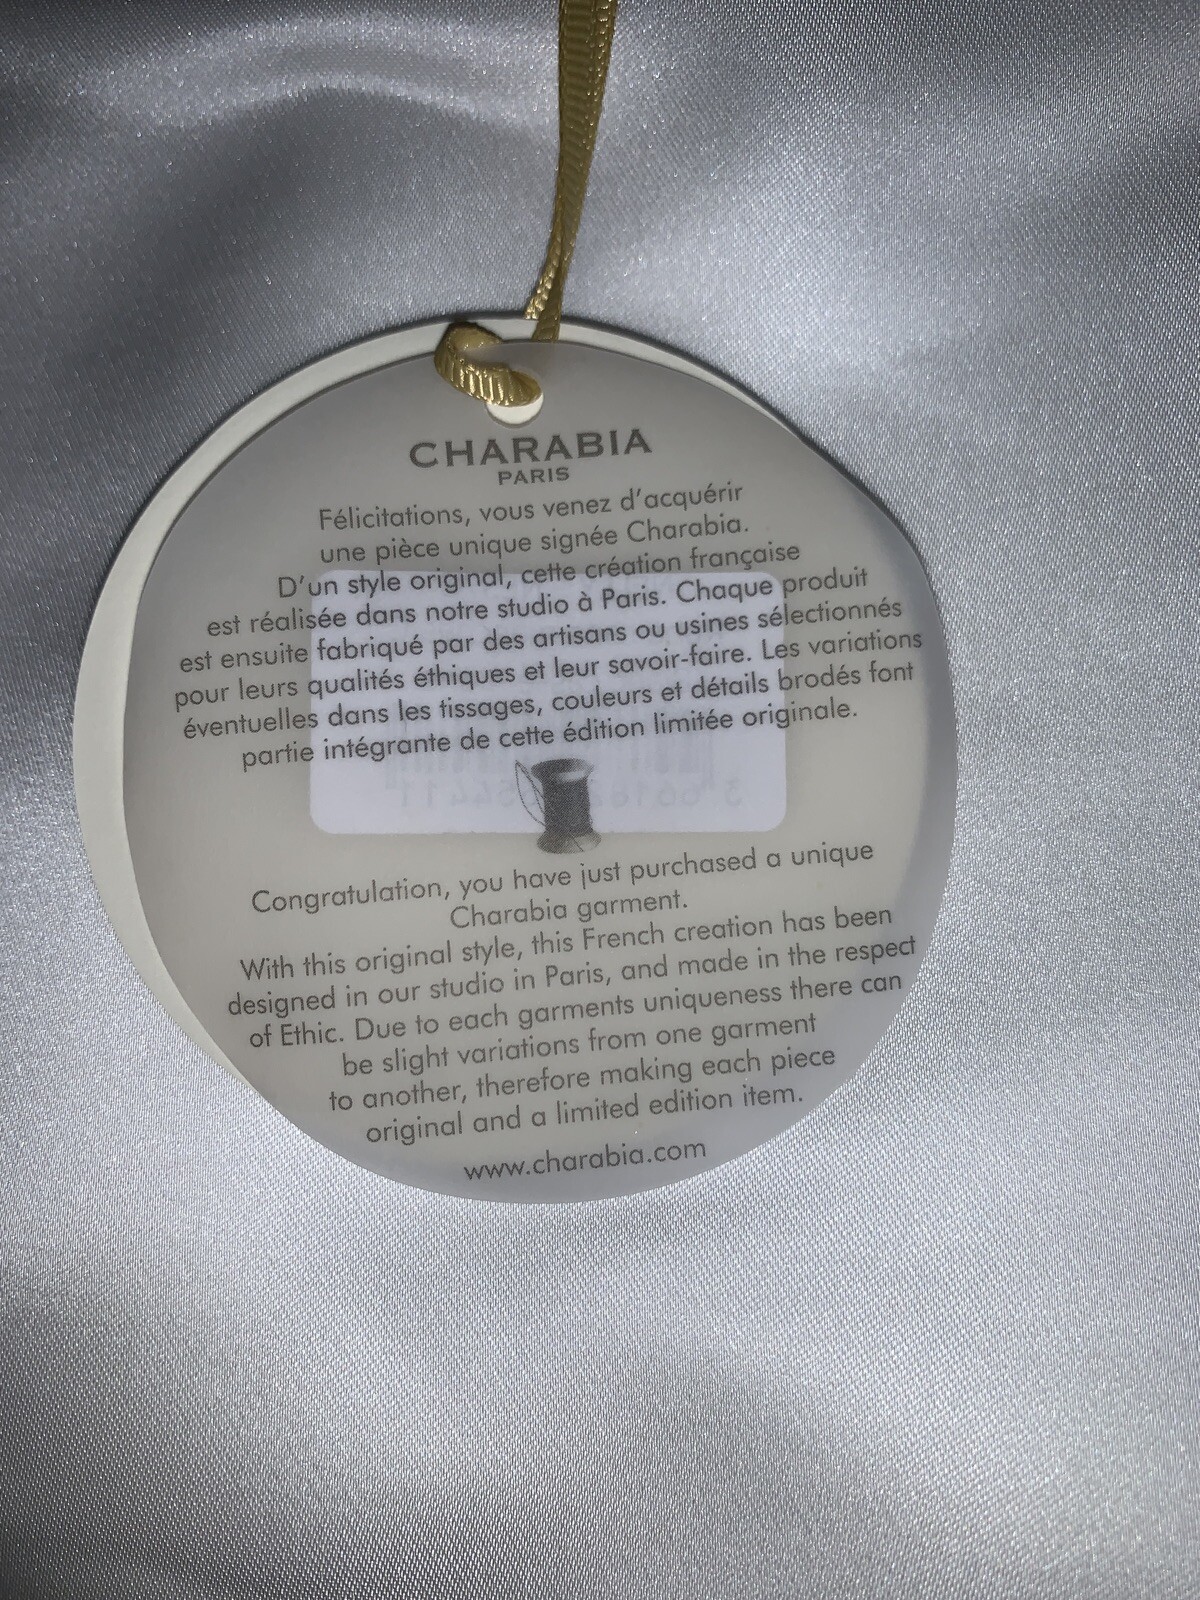 CHARABIA
PARIS
Félicitations, vous venez d'acquérir
une pièce unique signée Charabia.
D'un style original, cette création française
est réalisée dans notre studio à Paris. Chaque produit
est ensuite fabriqué par des artisans ou usines sélectionnés
pour leurs qualités éthiques et leur savoir-faire. Les variations
éventuelles dans les tissages, couleurs et détails brodés font
partie intégrante de cette édition limitée originale.
Congratulation, you have just purchased a unique
Charabia garment.
With this original style, this French creation has been
designed in our studio in Paris, and made in the respect
of Ethic. Due to each garments uniqueness there can
be slight variations from one garment
to another, therefore making each piece
original and a limited edition item.
www.charabia.com